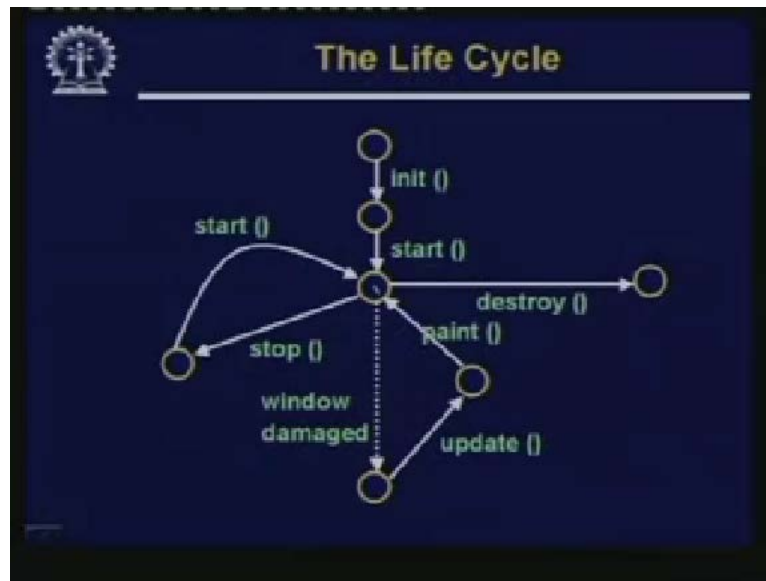 The Life Cycle
init ()
start ()
start ()
destroy ()
paint ()
stop ()
window
damaged
update ()